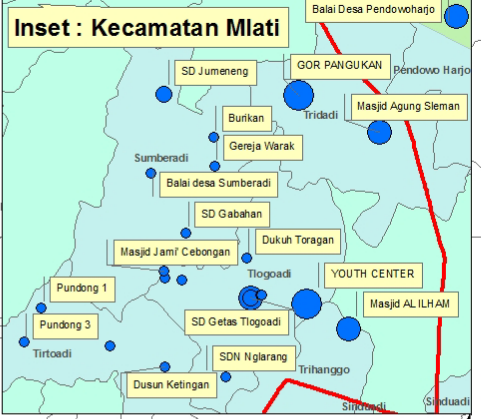 Balai Desa Pendowoharjo
Inset : Kecamatan Mlati
SD Jumeneng
GOR PANGUKAN
Pendowo Harjo
Masjid Agung Sleman
Tridadi
Burikan
Gereja Warak
Sumberadi
Balai desa Sumberadi
SD Gabahan
Dukuh Toragan
Masjid Jami' Cebongan
Tlogoadi
YOUTH CENTER
Pundong 1
Masjid AL ILHAM
Pundong 3
SD Getas Tlogoadi
Tirtoadi
SDN Nglarang
Trihanggo
Dusun Ketingan
Sinduadi
Sinduadi